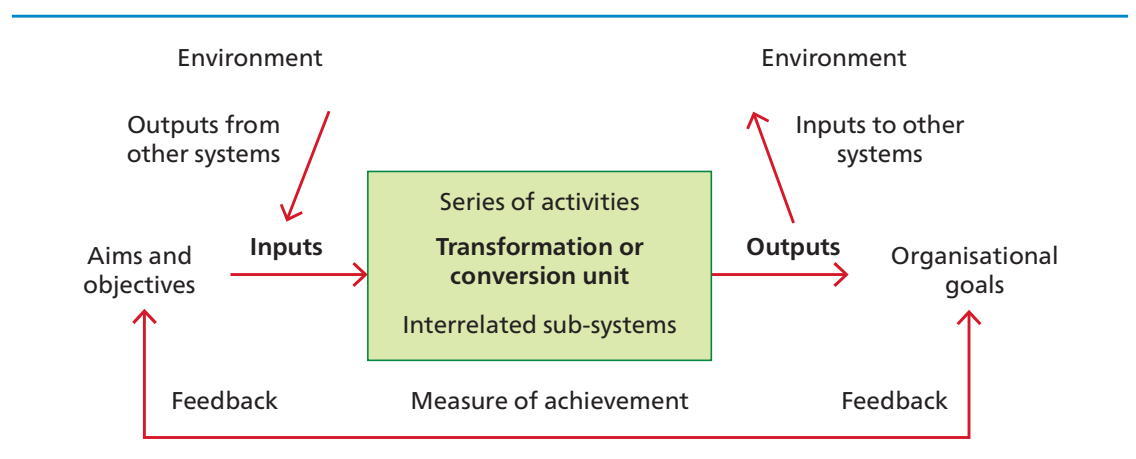 Environment
Environment
Outputs from
other systems
Inputs to other
systems
Series of activities
Inputs
Transformation or
conversion unit
Outputs
Aims and
objectives
Organisational
goals
Interrelated sub-systems
Feedback
Measure of achievement
Feedback